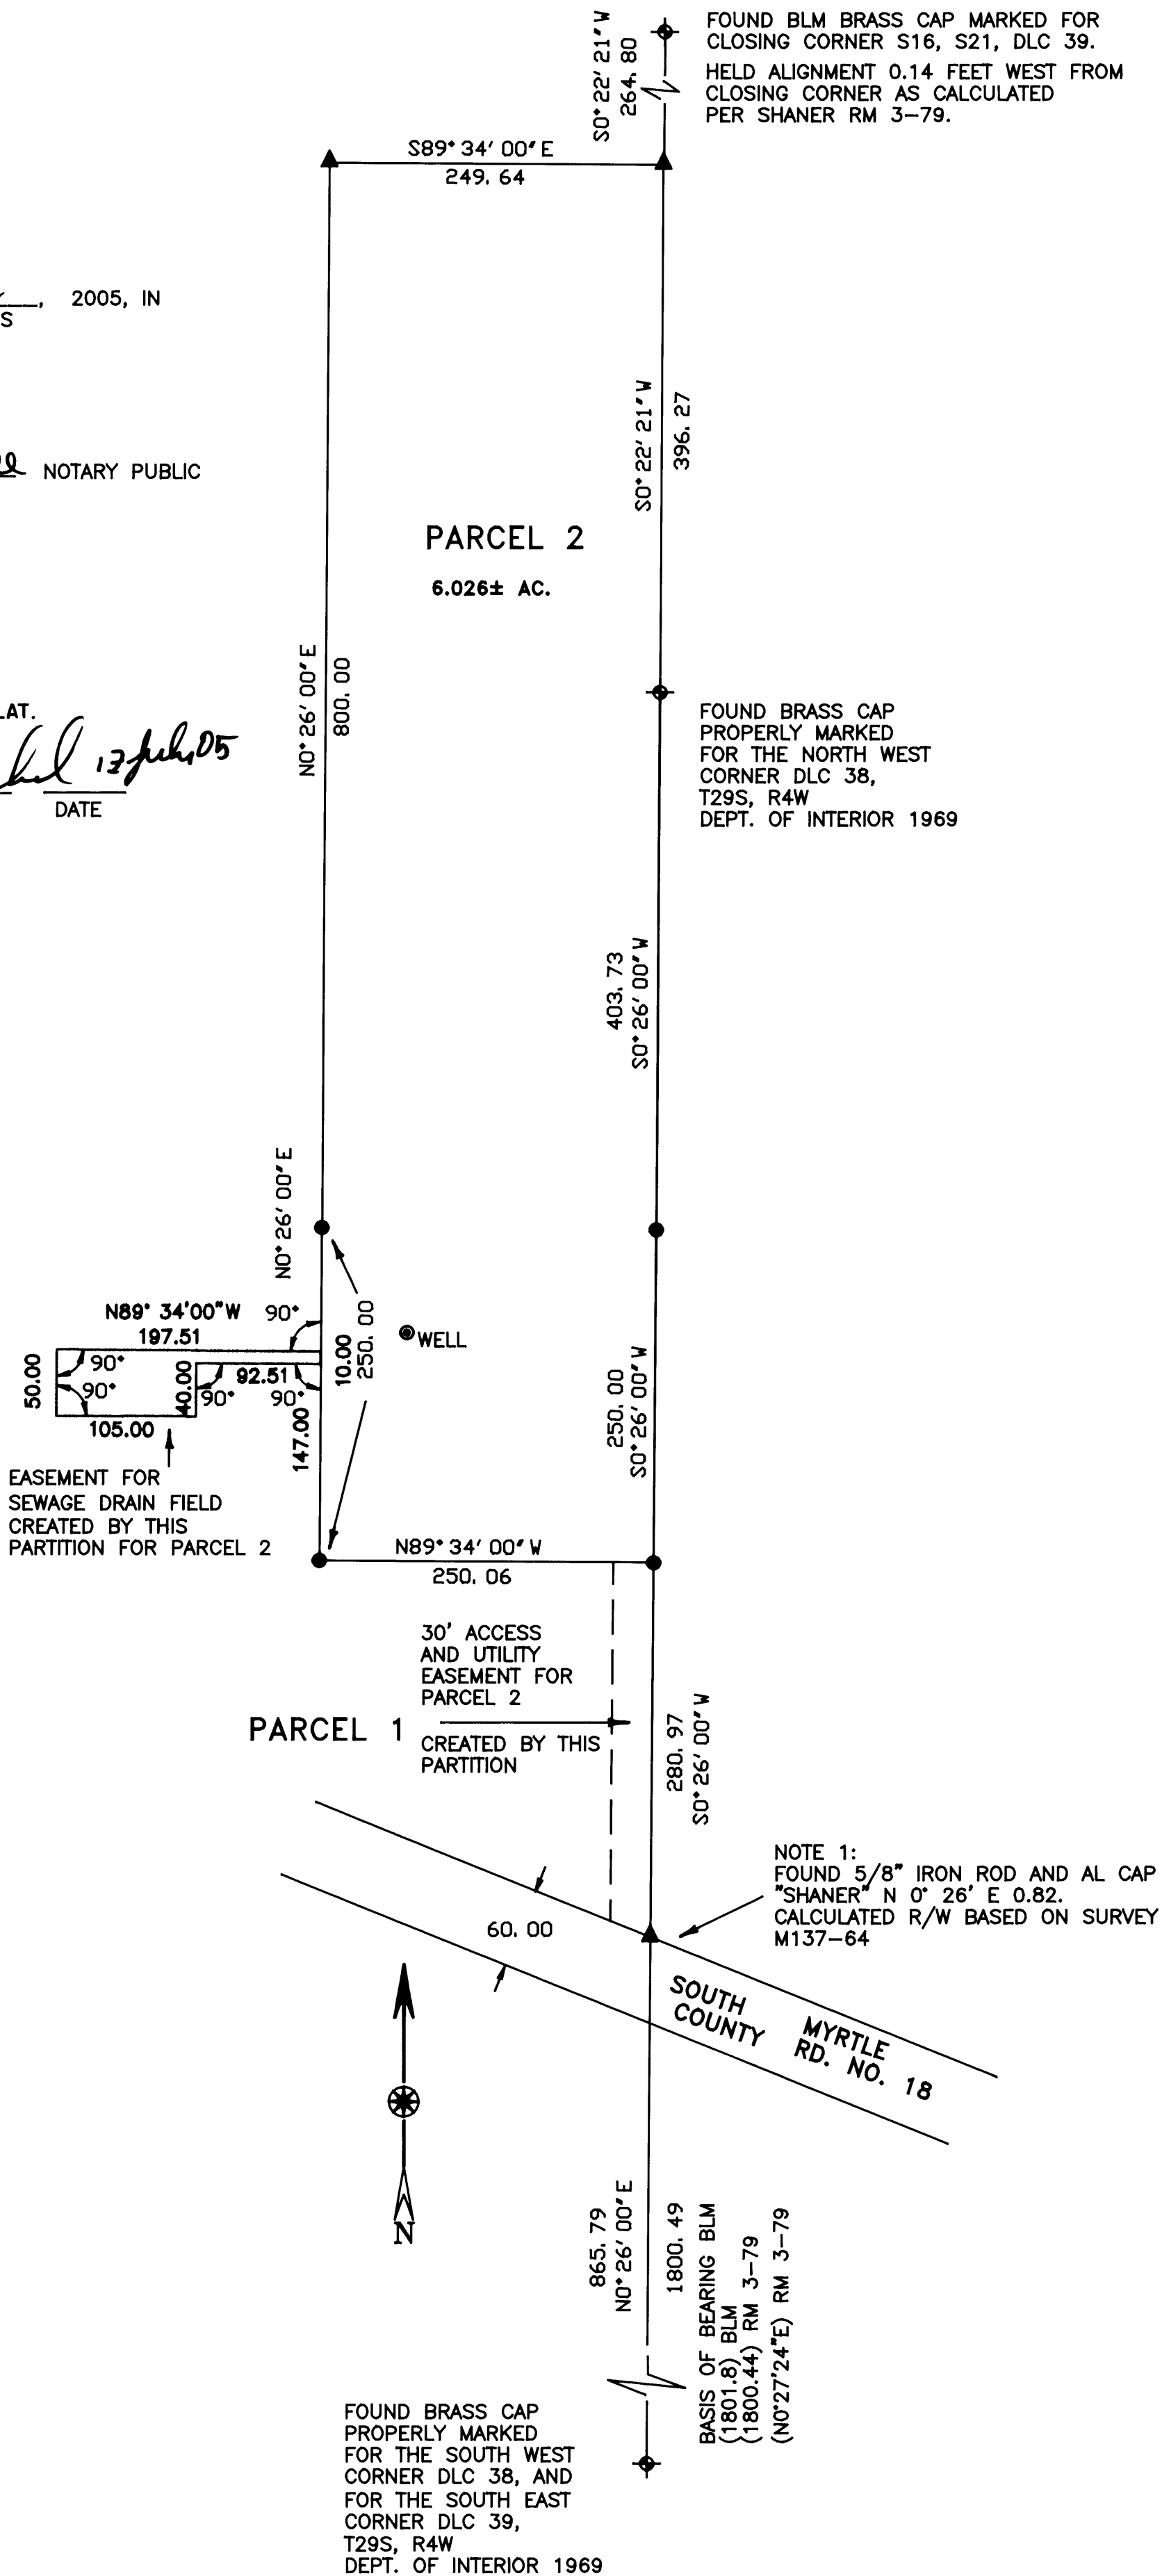 S0°22'21"W
264.80
FOUND BLM BRASS CAP MARKED FOR
CLOSING CORNER S16, S21, DLC 39.
HELD ALIGNMENT 0.14 FEET WEST FROM
CLOSING CORNER AS CALCULATED
PER SHANER RM 3-79.
S89°34'00"E
249.64
, 2005, IN
S
NOTARY PUBLIC
S0°22'21"W
396.27
PARCEL 2
6.026± AC.
N0°26'00"E
800.00
LAT.
DATE
FOUND BRASS CAP
PROPERLY MARKED
FOR THE NORTH WEST
CORNER DLC 38,
T29S, R4W
DEPT. OF INTERIOR 1969
403.73
S0°26'00"W
N0°26'00"E
N89°34'00"W
197.51
90°
10.00
250.00
WELL
50.00
90°
90°
40.00
92.51
90°
90°
105.00
147.00
250.00
S0°26'00"W
EASEMENT FOR
SEWAGE DRAIN FIELD
CREATED BY THIS
PARTITION FOR PARCEL 2
N89°34'00"W
250.06
30' ACCESS
AND UTILITY
EASEMENT FOR
PARCEL 2
CREATED BY THIS
PARTITION
PARCEL 1
280.97
S0°26'00"W
NOTE 1:
FOUND 5/8" IRON ROD AND AL CAP
"SHANER" N 0° 26' E 0.82.
CALCULATED R/W BASED ON SURVEY
M137-64
60.00
SOUTH MYRTLE
COUNTY RD. NO. 18
N
865.79
N0°26'00"E
1800.49
BASIS OF BEARING BLM
(1801.8) BLM
(1800.44) RM 3-79
(N0°27'24"E) RM 3-79
FOUND BRASS CAP
PROPERLY MARKED
FOR THE SOUTH WEST
CORNER DLC 38, AND
FOR THE SOUTH EAST
CORNER DLC 39,
T29S, R4W
DEPT. OF INTERIOR 1969